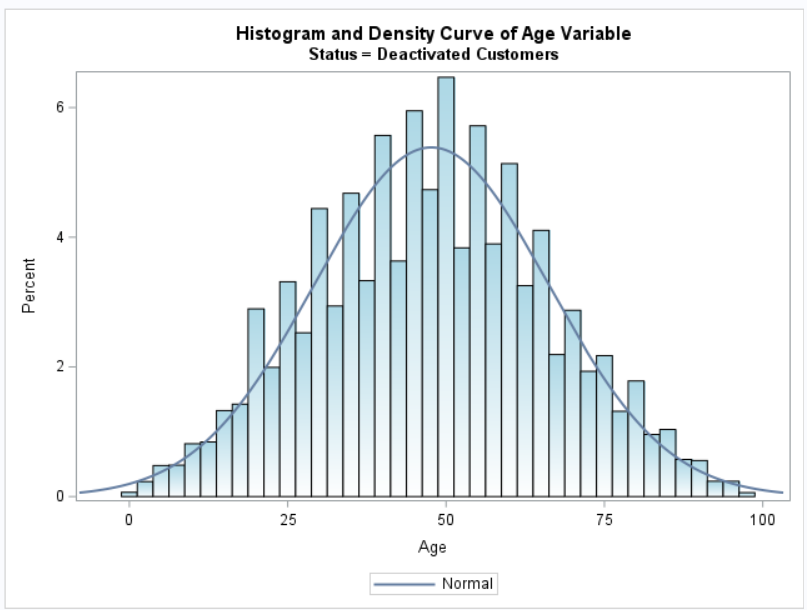 Histogram and Density Curve of Age Variable
Status = Deactivated Customers
6
4
2
0
Percent
0 25 50 75 100
Age
Normal